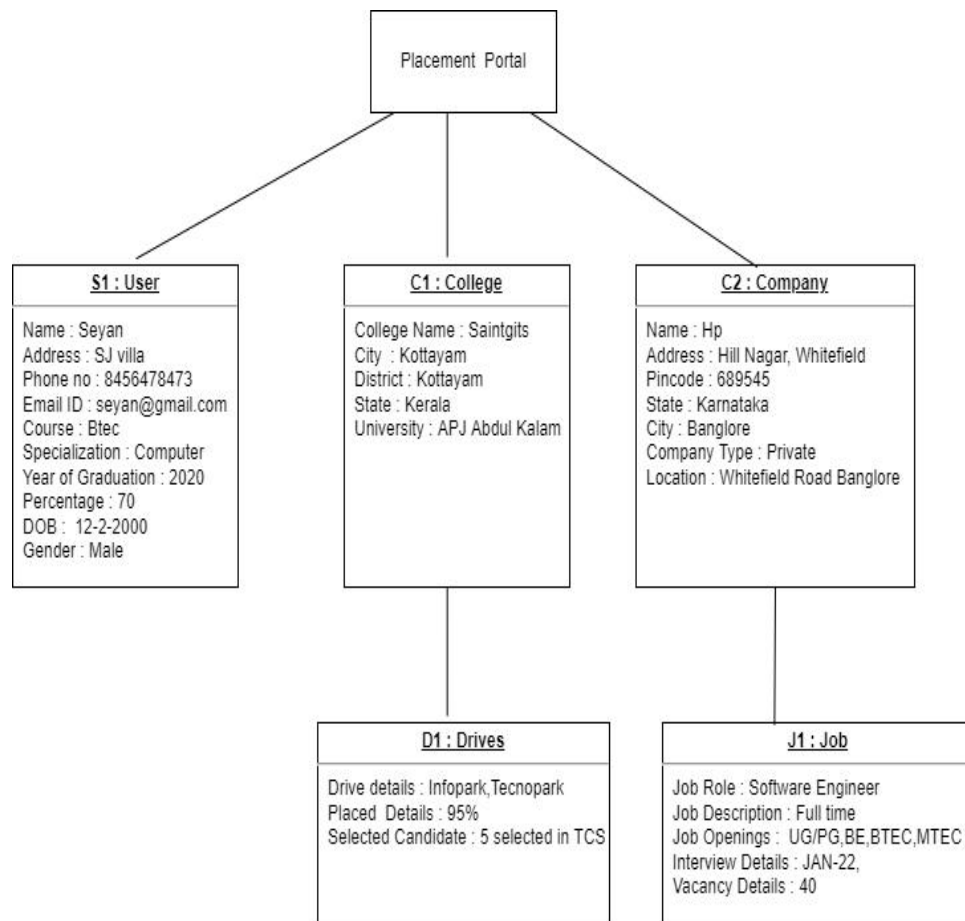 Placement Portal
S1 : User
Name : Seyan
Address : SJ villa
Phone no : 8456478473
Email ID : seyan@gmail.com
Course : Btec
Specialization : Computer
Year of Graduation : 2020
Percentage : 70
DOB : 12-2-2000
Gender : Male
C1 : College
College Name : Saintgits
City : Kottayam
District : Kottayam
State : Kerala
University : APJ Abdul Kalam
C2 : Company
Name : Hp
Address : Hill Nagar, Whitefield
Pincode : 689545
State : Karnataka
City : Banglore
Company Type : Private
Location : Whitefield Road Banglore
D1 : Drives
Drive details : Infopark,Tecnopark
Placed Details : 95%
Selected Candidate : 5 selected in TCS
J1 : Job
Job Role : Software Engineer
Job Description : Full time
Job Openings : UG/PG,BE,BTEC,MTEC
Interview Details : JAN-22,
Vacancy Details : 40